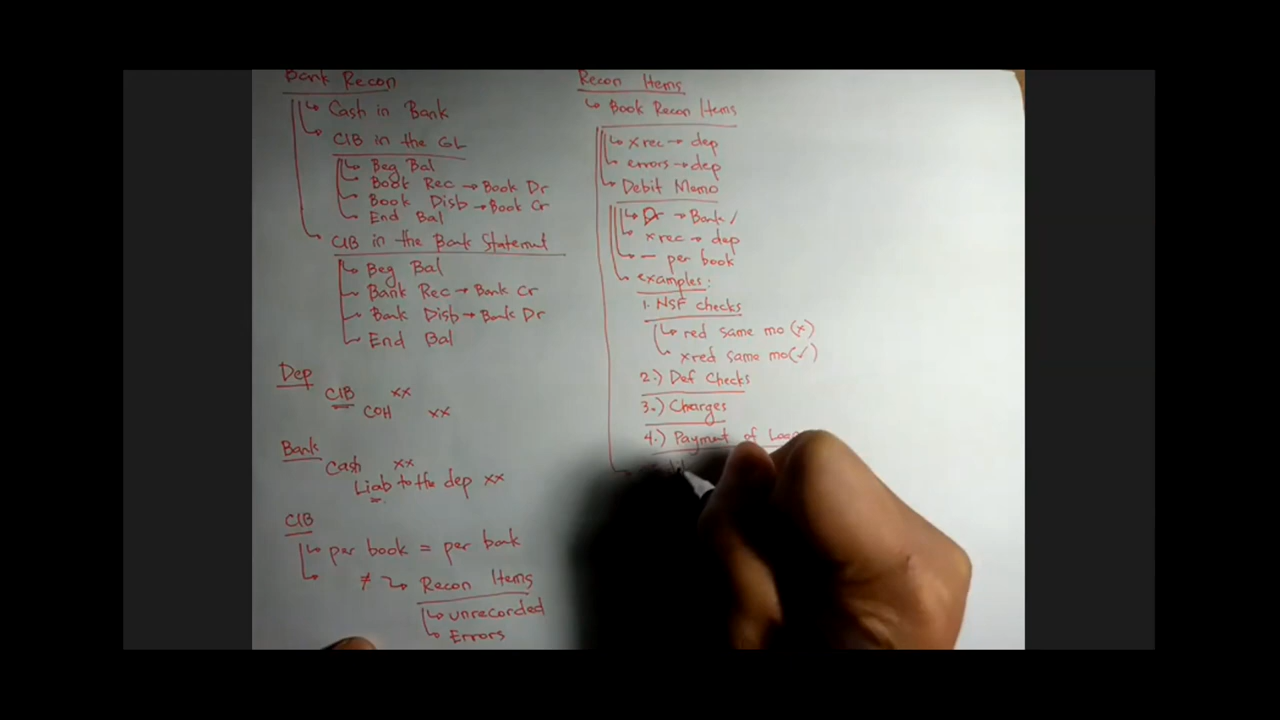 Bank Recon
Cash in Bank
CIB in the GL
Beg Bal
Book Rec → Book Dr
Book Disb → Book Cr
End Bal
CIB in the Bank Statemnt
Beg Bal
Bank Rec → Bank Cr
Bank Disb → Bank Dr
End Bal
Dep
CIB xx
COH xx
Bank
Cash xx
Liab to the dep xx
CIB
per book = per bank
≠ Recon Items
unrecorded
Errors
Recon Items
Book Recon Items
x rec → dep
errors → dep
Debit Memo
Dr → Bank /
x rec → dep
— per book
examples:
1. NSF checks
red same mo (x)
xred same mo (✓)
2.) Def Checks
3.) Charges
4.) Paymnt of